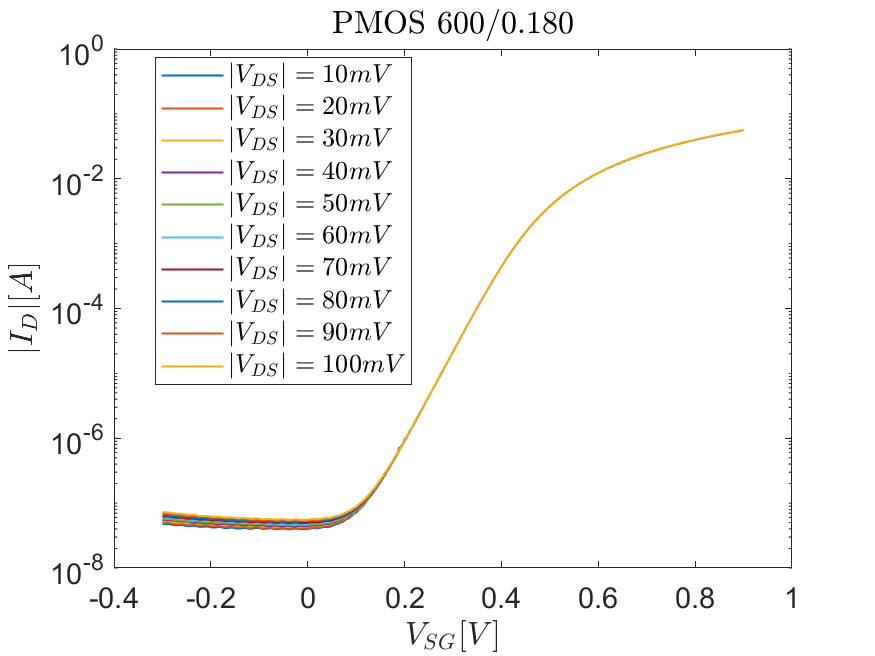 PMOS 600/0.180
10^0
10^-2
10^-4
10^-6
10^-8
|I_D|[A]
|V_DS| = 10mV
|V_DS| = 20mV
|V_DS| = 30mV
|V_DS| = 40mV
|V_DS| = 50mV
|V_DS| = 60mV
|V_DS| = 70mV
|V_DS| = 80mV
|V_DS| = 90mV
|V_DS| = 100mV
-0.4 -0.2 0 0.2 0.4 0.6 0.8 1
V_SG[V]